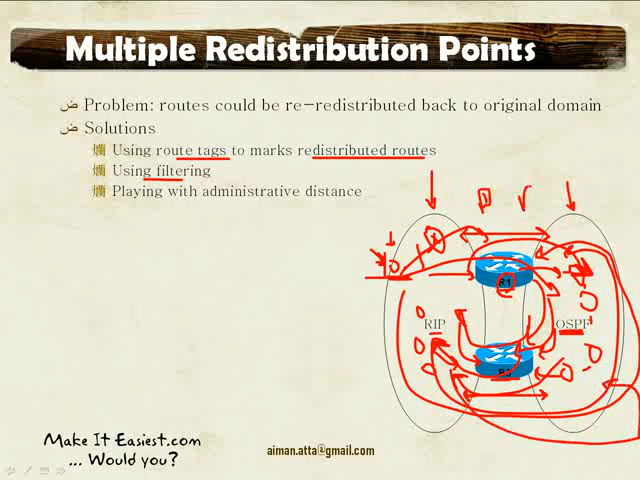 Multiple Redistribution Points
ض Problem: routes could be re-redistributed back to original domain
ض Solutions
Using route tags to marks redistributed routes
Using filtering
Playing with administrative distance
R1
RIP
OSPF
Make It Easiest.com
... Would you?
aiman.atta@gmail.com